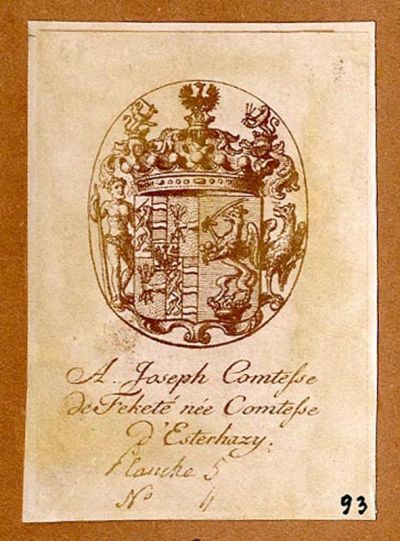 A. Joseph Comtesse
de Feketé née Comtesse
d'Esterhazy.
Planche 5
No 4
93